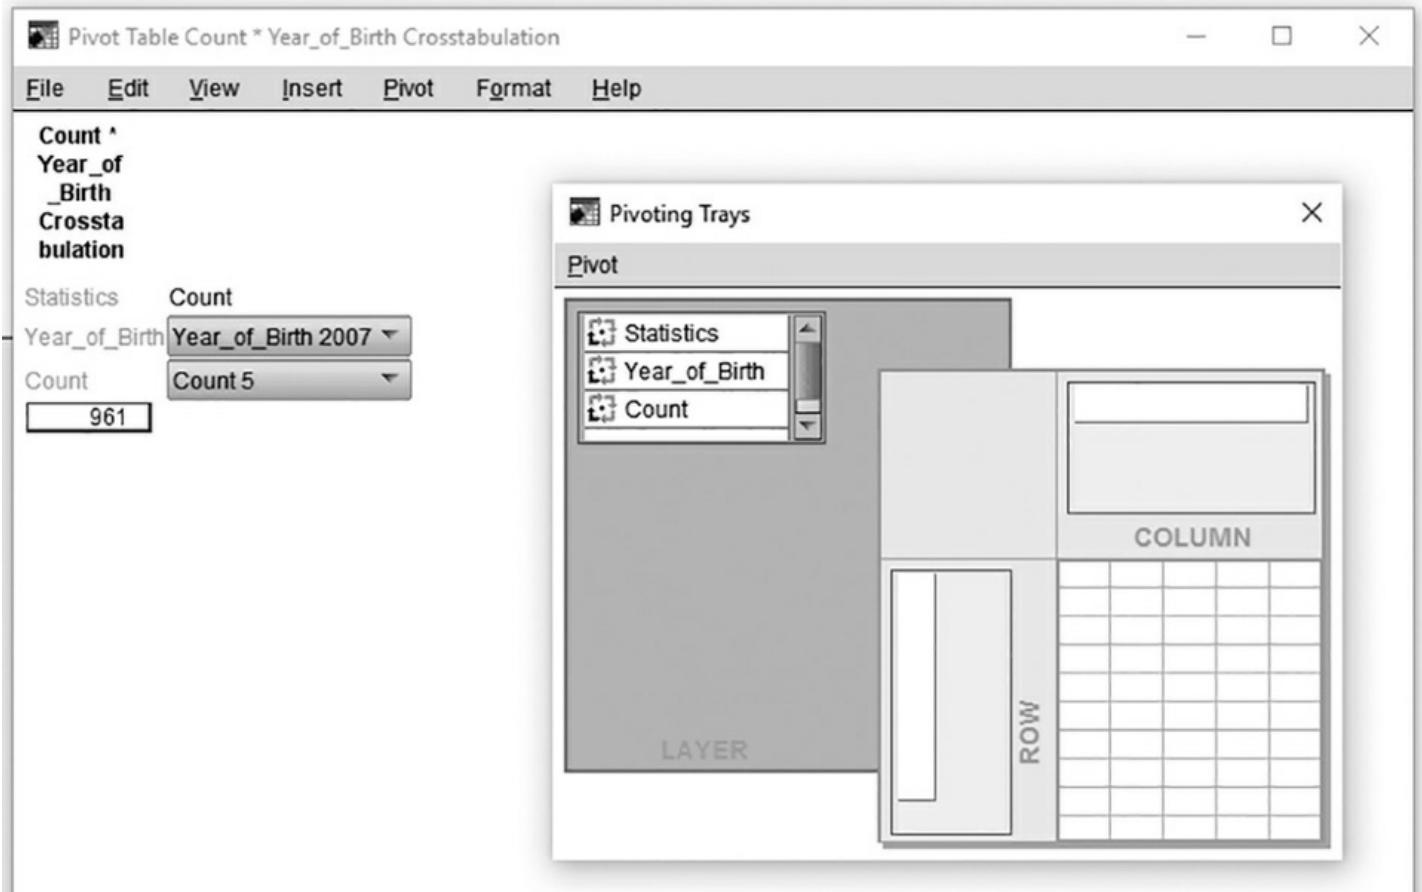 Pivot Table Count * Year_of_Birth Crosstabulation
File Edit View Insert Pivot Format Help
Count *
Year_of
_Birth
Crossta
bulation
Statistics Count
Year_of_Birth Year_of_Birth 2007
Count Count 5
961
Pivoting Trays
Pivot
Statistics
Year_of_Birth
Count
LAYER
COLUMN
ROW